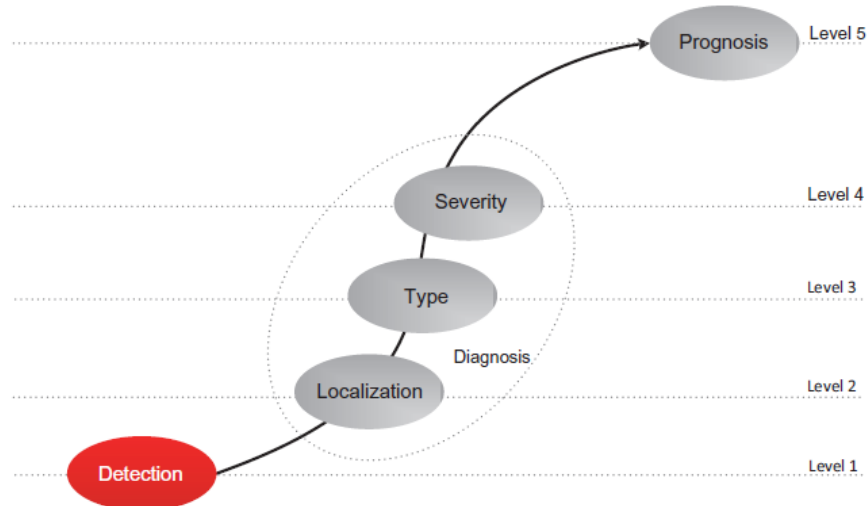 Prognosis
Level 5
Severity
Level 4
Type
Level 3
Diagnosis
Localization
Level 2
Detection
Level 1